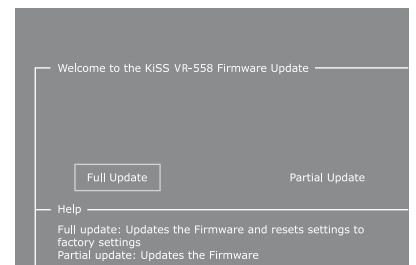 Welcome to the KiSS VR-558 Firmware Update
Full Update
Partial Update
Help
Full update: Updates the Firmware and resets settings to
factory settings
Partial update: Updates the Firmware